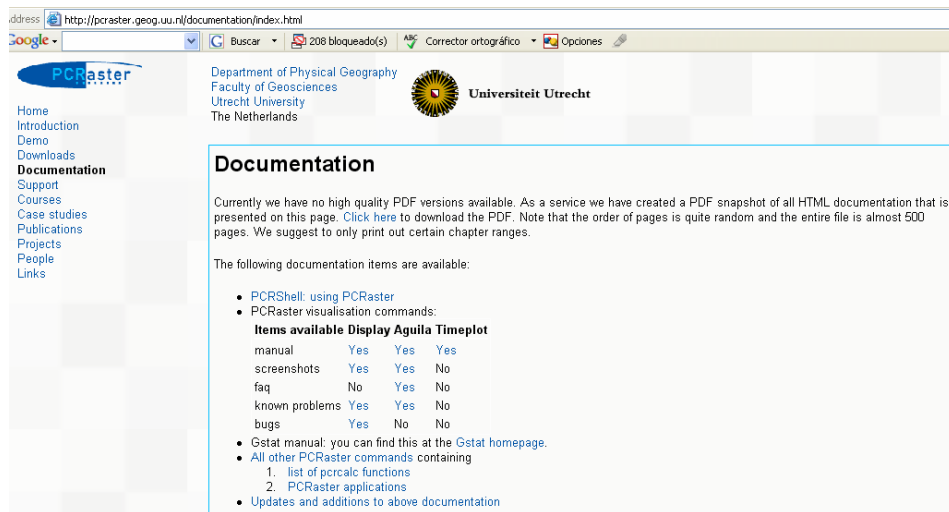 Address http://pcraster.geog.uu.nl/documentation/index.html
Google Buscar 208 bloqueado(s) ABC Corrector ortográfico Opciones
PCRaster
Department of Physical Geography
Faculty of Geosciences
Utrecht University
The Netherlands
Universiteit Utrecht
Home
Introduction
Demo
Downloads
Documentation
Support
Courses
Case studies
Publications
Projects
People
Links
Documentation
Currently we have no high quality PDF versions available. As a service we have created a PDF snapshot of all HTML documentation that is
presented on this page. Click here to download the PDF. Note that the order of pages is quite random and the entire file is almost 500
pages. We suggest to only print out certain chapter ranges.
The following documentation items are available:
PCRShell: using PCRaster
PCRaster visualisation commands:
Items available Display Aguila Timeplot
manual Yes Yes Yes
screenshots Yes Yes No
faq No Yes No
known problems Yes Yes No
bugs Yes No No
Gstat manual: you can find this at the Gstat homepage.
All other PCRaster commands containing
1. list of pcrcalc functions
2. PCRaster applications
Updates and additions to above documentation